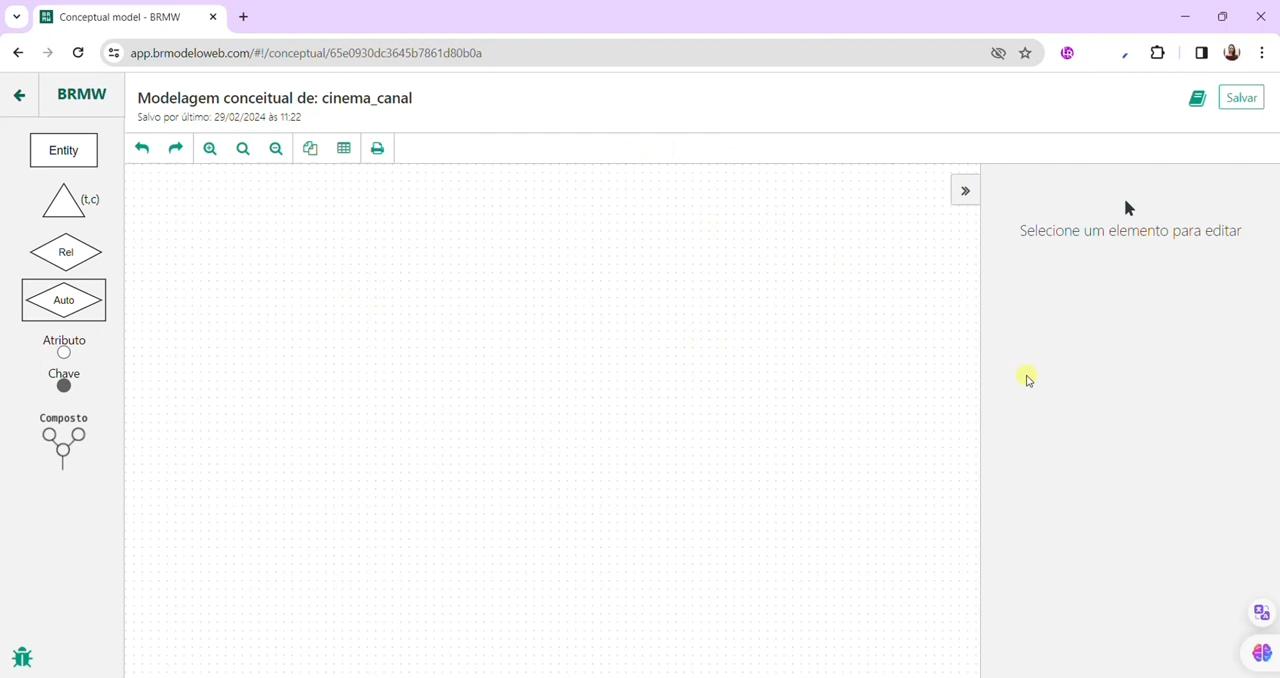 Conceptual model - BRMW
app.brmodeloweb.com/#!/conceptual/65e0930dc3645b7861d80b0a
BRMW
Modelagem conceitual de: cinema_canal
Salvo por último: 29/02/2024 às 11:22
Salvar
Entity
(t,c)
Rel
Auto
Atributo
Chave
Composto
Selecione um elemento para editar